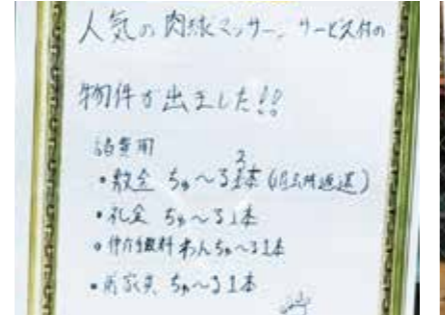 人気の肉球マッサー、サービス付の
物件が出ました!!
諸費用
・敷金 ちゅ〜る2本
・礼金 ちゅ〜る1本
・仲介手数料 わんちゅ〜る1本
ちゅ〜る1本